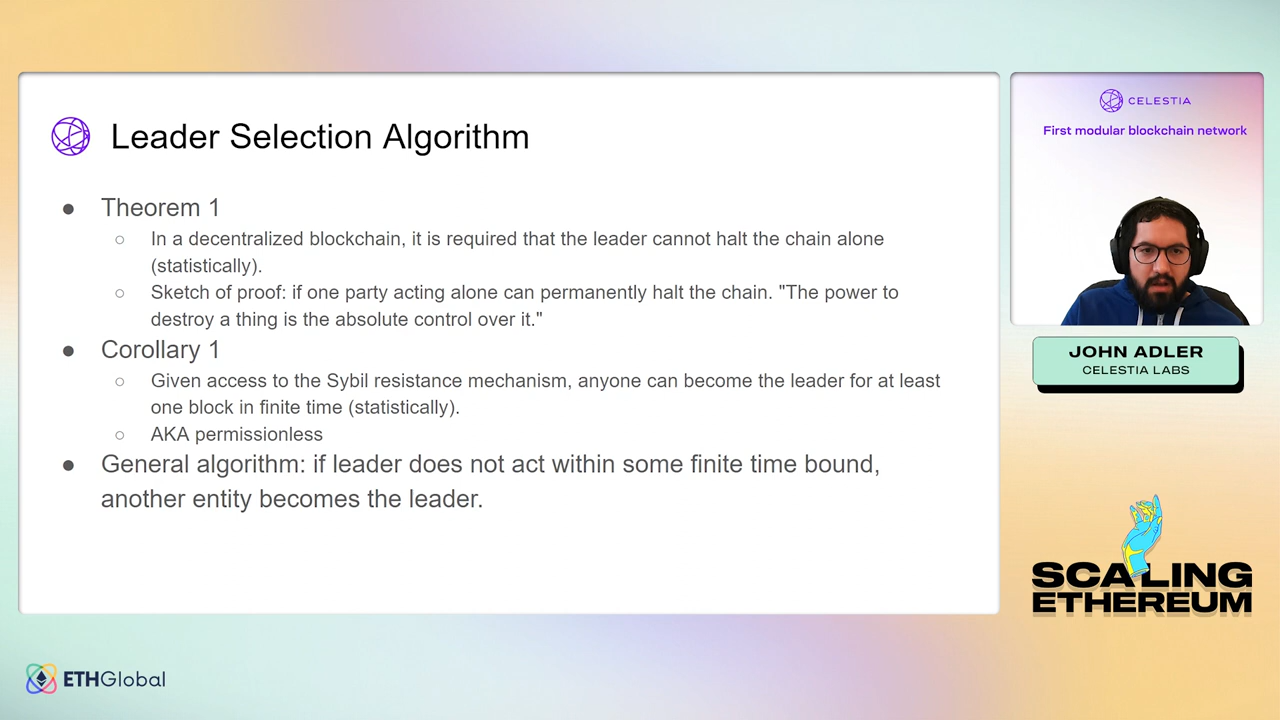 Leader Selection Algorithm
● Theorem 1
○ In a decentralized blockchain, it is required that the leader cannot halt the chain alone
(statistically).
○ Sketch of proof: if one party acting alone can permanently halt the chain. "The power to
destroy a thing is the absolute control over it."
● Corollary 1
○ Given access to the Sybil resistance mechanism, anyone can become the leader for at least
one block in finite time (statistically).
○ AKA permissionless
● General algorithm: if leader does not act within some finite time bound,
another entity becomes the leader.
CELESTIA
First modular blockchain network
JOHN ADLER
CELESTIA LABS
SCALING
ETHEREUM
ETHGlobal